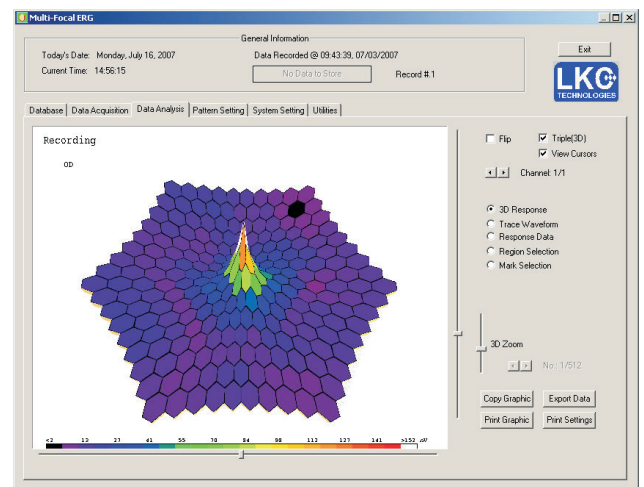 Multi-Focal ERG
General Information
Today's Date: Monday, July 16, 2007
Data Recorded @ 09:43:39, 07/03/2007
Exit
Current Time: 14:56:15
No Data to Store
Record #.1
LKC
TECHNOLOGIES
Database Data Acquisition Data Analysis Pattern Setting System Setting Utilities
Recording
OD
Flip
Triple(3D)
View Cursors
Channel: 1/1
3D Response
Trace Waveform
Response Data
Region Selection
Mark Selection
3D Zoom
No.: 1/512
Copy Graphic Export Data
Print Graphic Print Settings
<2 13 27 41 55 70 84 98 112 127 141 >152 nV